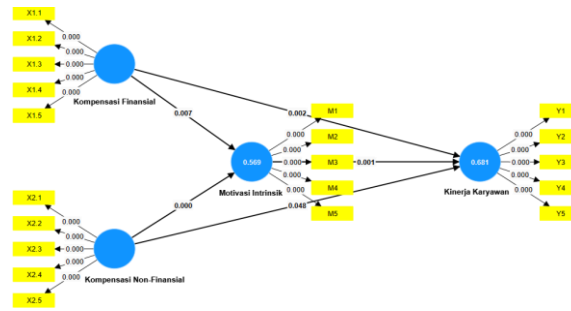 X1.1
X1.2
X1.3
X1.4
X1.5
0.000
0.000
0.000
0.000
0.000
Kompensasi Finansial
0.007
0.002
M1
M2
M3
M4
M5
0.000
0.000
0.000
0.000
0.000
0.569
Motivasi Intrinsik
0.001
0.000
0.048
Y1
Y2
Y3
Y4
Y5
0.000
0.000
0.000
0.000
0.000
0.681
Kinerja Karyawan
X2.1
X2.2
X2.3
X2.4
X2.5
0.000
0.000
0.000
0.000
0.000
Kompensasi Non-Finansial